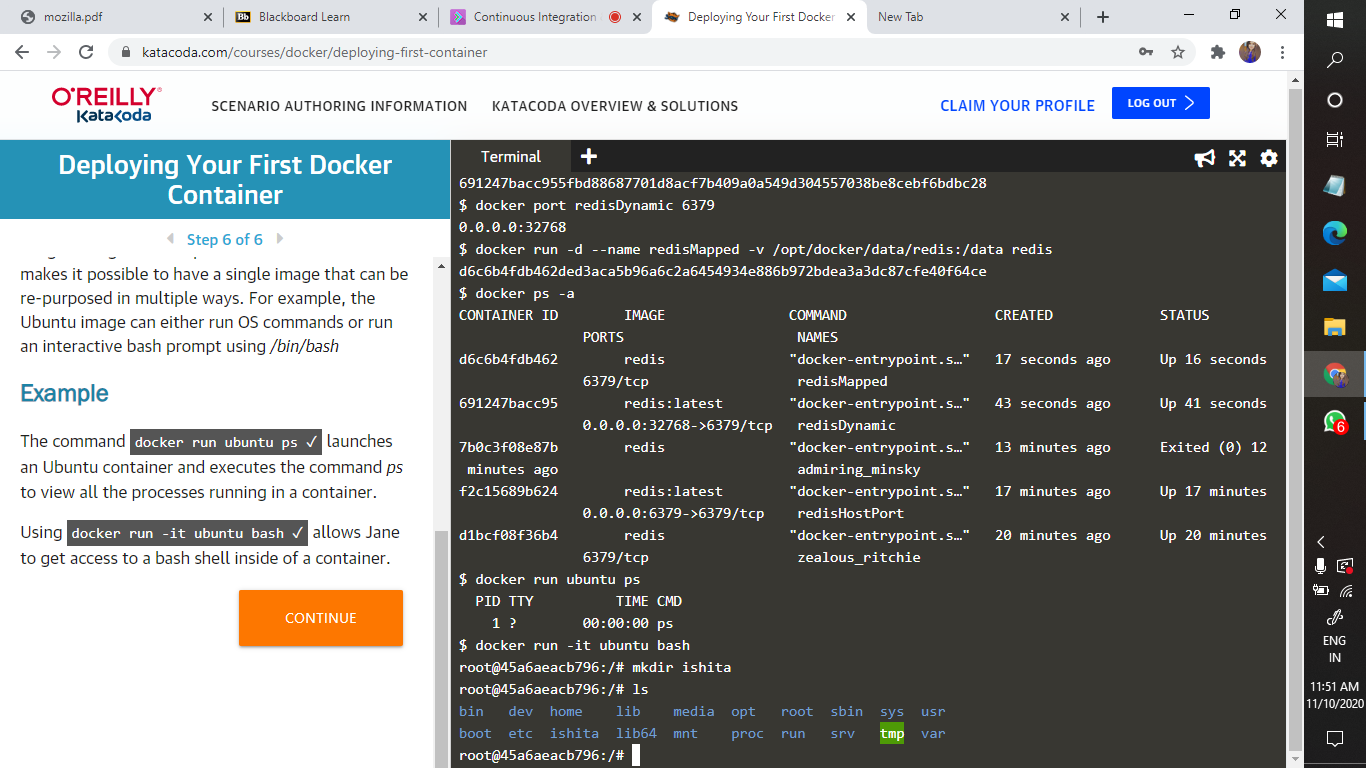 mozilla.pdf
Bb Blackboard Learn
Continuous Integration
Deploying Your First Docker
New Tab
katacoda.com/courses/docker/deploying-first-container
O'REILLY
KataKoda
SCENARIO AUTHORING INFORMATION
KATACODA OVERVIEW & SOLUTIONS
CLAIM YOUR PROFILE
LOG OUT
Deploying Your First Docker
Container
Step 6 of 6
makes it possible to have a single image that can be
re-purposed in multiple ways. For example, the
Ubuntu image can either run OS commands or run
an interactive bash prompt using /bin/bash
Example
The command docker run ubuntu ps ✓ launches
an Ubuntu container and executes the command ps
to view all the processes running in a container.
Using docker run -it ubuntu bash ✓ allows Jane
to get access to a bash shell inside of a container.
CONTINUE
Terminal
691247bacc955fbd88687701d8acf7b409a0a549d304557038be8cebf6bdbc28
$ docker port redisDynamic 6379
0.0.0.0:32768
$ docker run -d --name redisMapped -v /opt/docker/data/redis:/data redis
d6c6b4fdb462ded3aca5b96a6c2a6454934e886b972bdea3a3dc87cfe40f64ce
$ docker ps -a
CONTAINER ID IMAGE COMMAND CREATED STATUS
PORTS NAMES
d6c6b4fdb462 redis "docker-entrypoint.s…" 17 seconds ago Up 16 seconds
6379/tcp redisMapped
691247bacc95 redis:latest "docker-entrypoint.s…" 43 seconds ago Up 41 seconds
0.0.0.0:32768->6379/tcp redisDynamic
7b0c3f08e87b redis "docker-entrypoint.s…" 13 minutes ago Exited (0) 12
minutes ago admiring_minsky
f2c15689b624 redis:latest "docker-entrypoint.s…" 17 minutes ago Up 17 minutes
0.0.0.0:6379->6379/tcp redisHostPort
d1bcf08f36b4 redis "docker-entrypoint.s…" 20 minutes ago Up 20 minutes
6379/tcp zealous_ritchie
$ docker run ubuntu ps
PID TTY TIME CMD
1 ? 00:00:00 ps
$ docker run -it ubuntu bash
root@45a6aeacb796:/# mkdir ishita
root@45a6aeacb796:/# ls
bin dev home lib media opt root sbin sys usr
boot etc ishita lib64 mnt proc run srv tmp var
root@45a6aeacb796:/#
6
ENG
IN
11:51 AM
11/10/2020